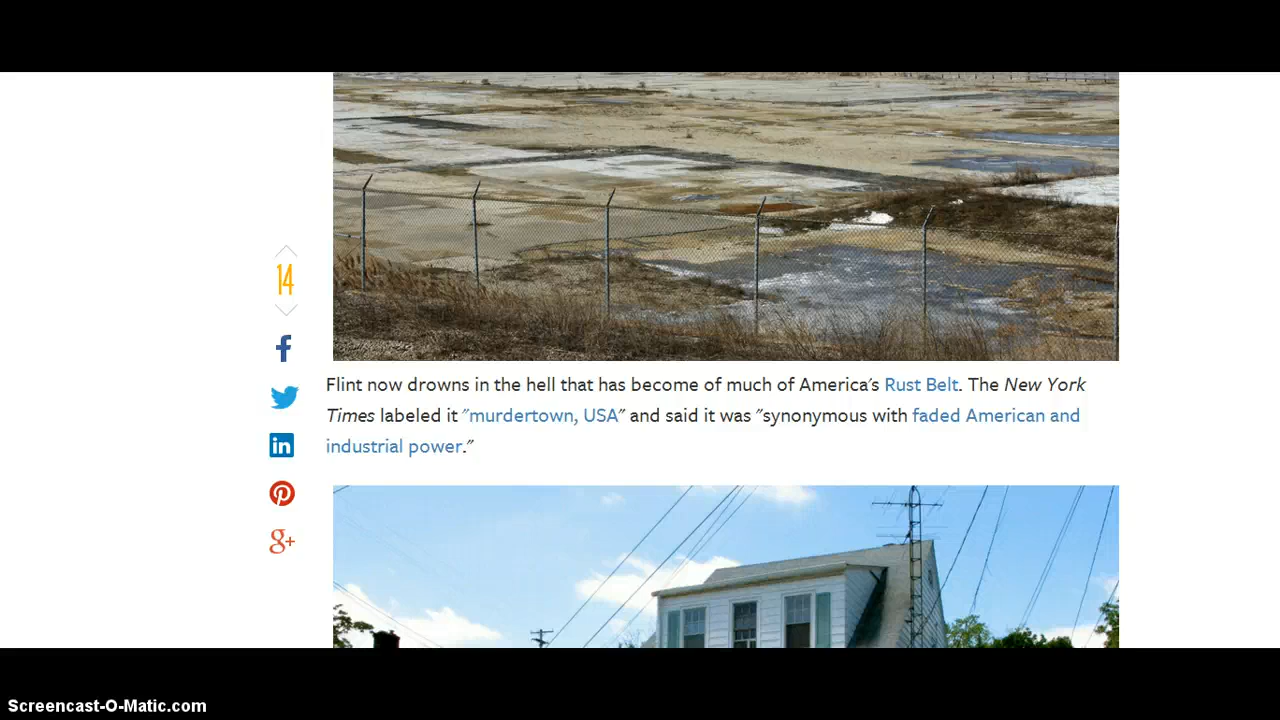 14
Flint now drowns in the hell that has become of much of America's Rust Belt. The New York
Times labeled it "murdertown, USA" and said it was "synonymous with faded American and
industrial power."
Screencast-O-Matic.com